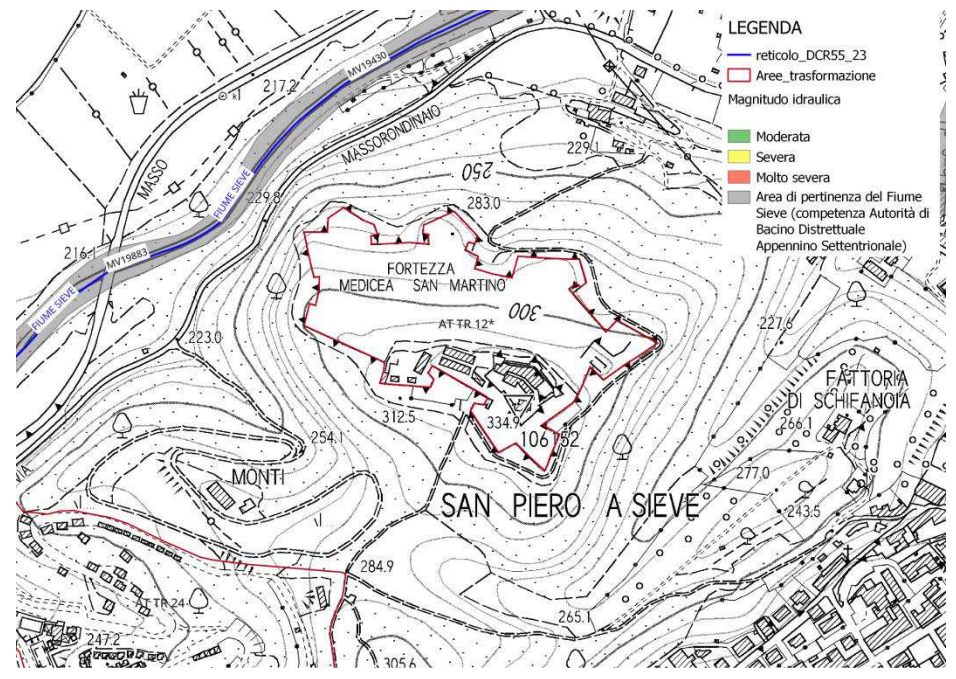 LEGENDA
reticolo_DCR55_23
Aree_trasformazione
Magnitudo idraulica
Moderata
Severa
Molto severa
Area di pertinenza del Fiume
Sieve (competenza Autorità di
Bacino Distrettuale
Appennino Settentrionale)
MV19430
217.2
k1
MASSORONDINAIO
229.1
MASSO
250
FIUME SIEVE
229.8
283.0
216.1
MV19883
FORTEZZA
MEDICEA SAN MARTINO
FIUME SIEVE
300
AT TR 12*
223.0
227.6
FATTORIA
DI SCHIFANOIA
312.5
334.9
266.1
254.1
106152
VIA
MONTI
277.0
SAN PIERO A SIEVE
243.5
284.9
AT TR 24
265.1
247.2
305.6